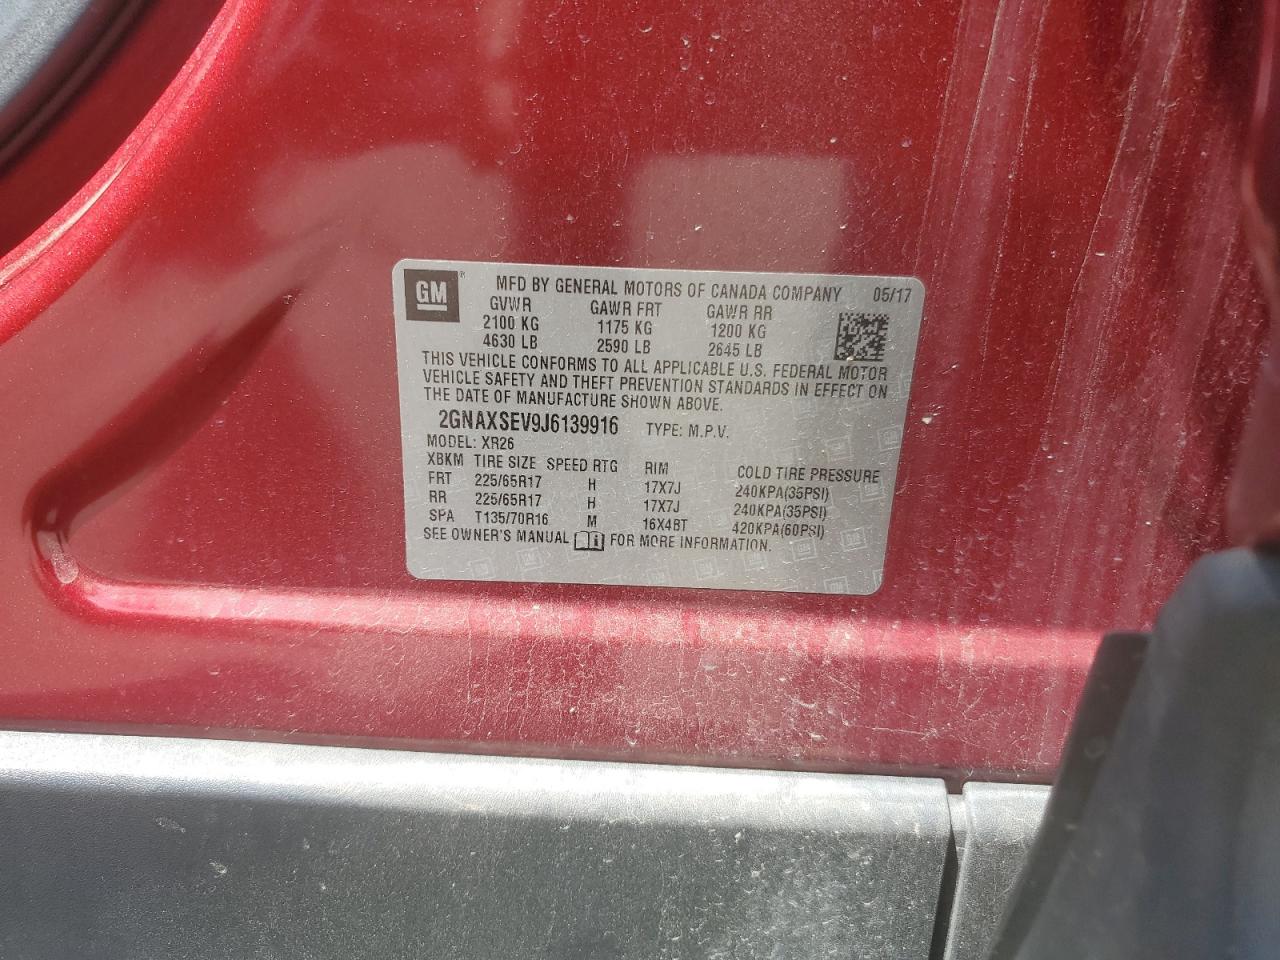 GM ® MFD BY GENERAL MOTORS OF CANADA COMPANY 05/17
GVWR GAWR FRT GAWR RR
2100 KG 1175 KG 1200 KG
4630 LB 2590 LB 2645 LB
THIS VEHICLE CONFORMS TO ALL APPLICABLE U.S. FEDERAL MOTOR
VEHICLE SAFETY AND THEFT PREVENTION STANDARDS IN EFFECT ON
THE DATE OF MANUFACTURE SHOWN ABOVE.
2GNAXSEV9J6139916 TYPE: M.P.V.
MODEL: XR26
XBKM TIRE SIZE SPEED RTG RIM COLD TIRE PRESSURE
FRT 225/65R17 H 17X7J 240KPA(35PSI)
RR 225/65R17 H 17X7J 240KPA(35PSI)
SPA T135/70R16 M 16X4BT 420KPA(60PSI)
SEE OWNER'S MANUAL i FOR MORE INFORMATION.